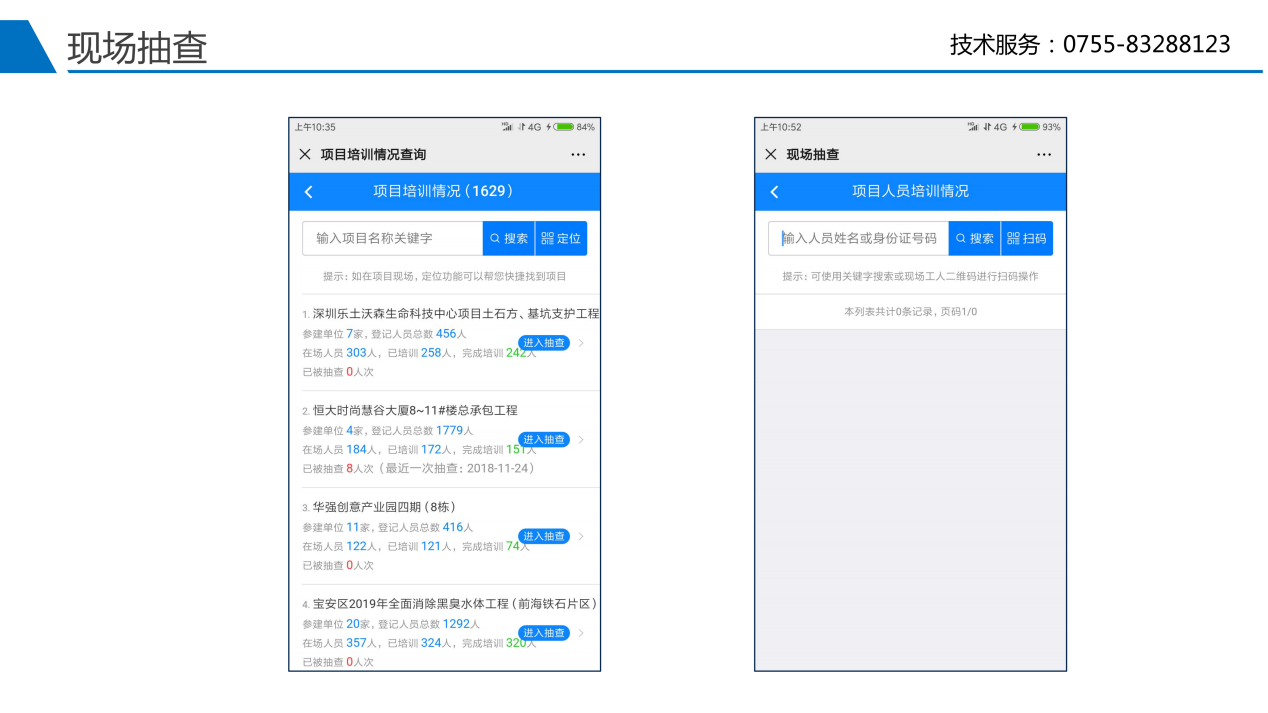 现场抽查
技术服务：0755-83288123
上午10:35
4G 84%
项目培训情况查询
项目培训情况（1629）
输入项目名称关键字 搜索 定位
提示: 如在项目现场, 定位功能可以帮您快捷找到项目
1. 深圳乐土沃森生命科技中心项目土石方、基坑支护工程
参建单位 7家, 登记人员总数 456人
进入抽查
在场人员 303人, 已培训 258人, 完成培训 242人
已被抽查 0人次
2. 恒大时尚慧谷大厦8~11#楼总承包工程
参建单位 4家, 登记人员总数 1779人
进入抽查
在场人员 184人, 已培训 172人, 完成培训 151人
已被抽查 8人次（最近一次抽查: 2018-11-24）
3. 华强创意产业园四期（8栋）
参建单位 11家, 登记人员总数 416人
进入抽查
在场人员 122人, 已培训 121人, 完成培训 74人
已被抽查 0人次
4. 宝安区2019年全面消除黑臭水体工程（前海铁石片区）
参建单位 20家, 登记人员总数 1292人
进入抽查
在场人员 357人, 已培训 324人, 完成培训 320人
已被抽查 0人次
上午10:52
4G 93%
现场抽查
项目人员培训情况
输入人员姓名或身份证号码 搜索 扫码
提示: 可使用关键字搜索或现场工人二维码进行扫码操作
本列表共计0条记录, 页码1/0